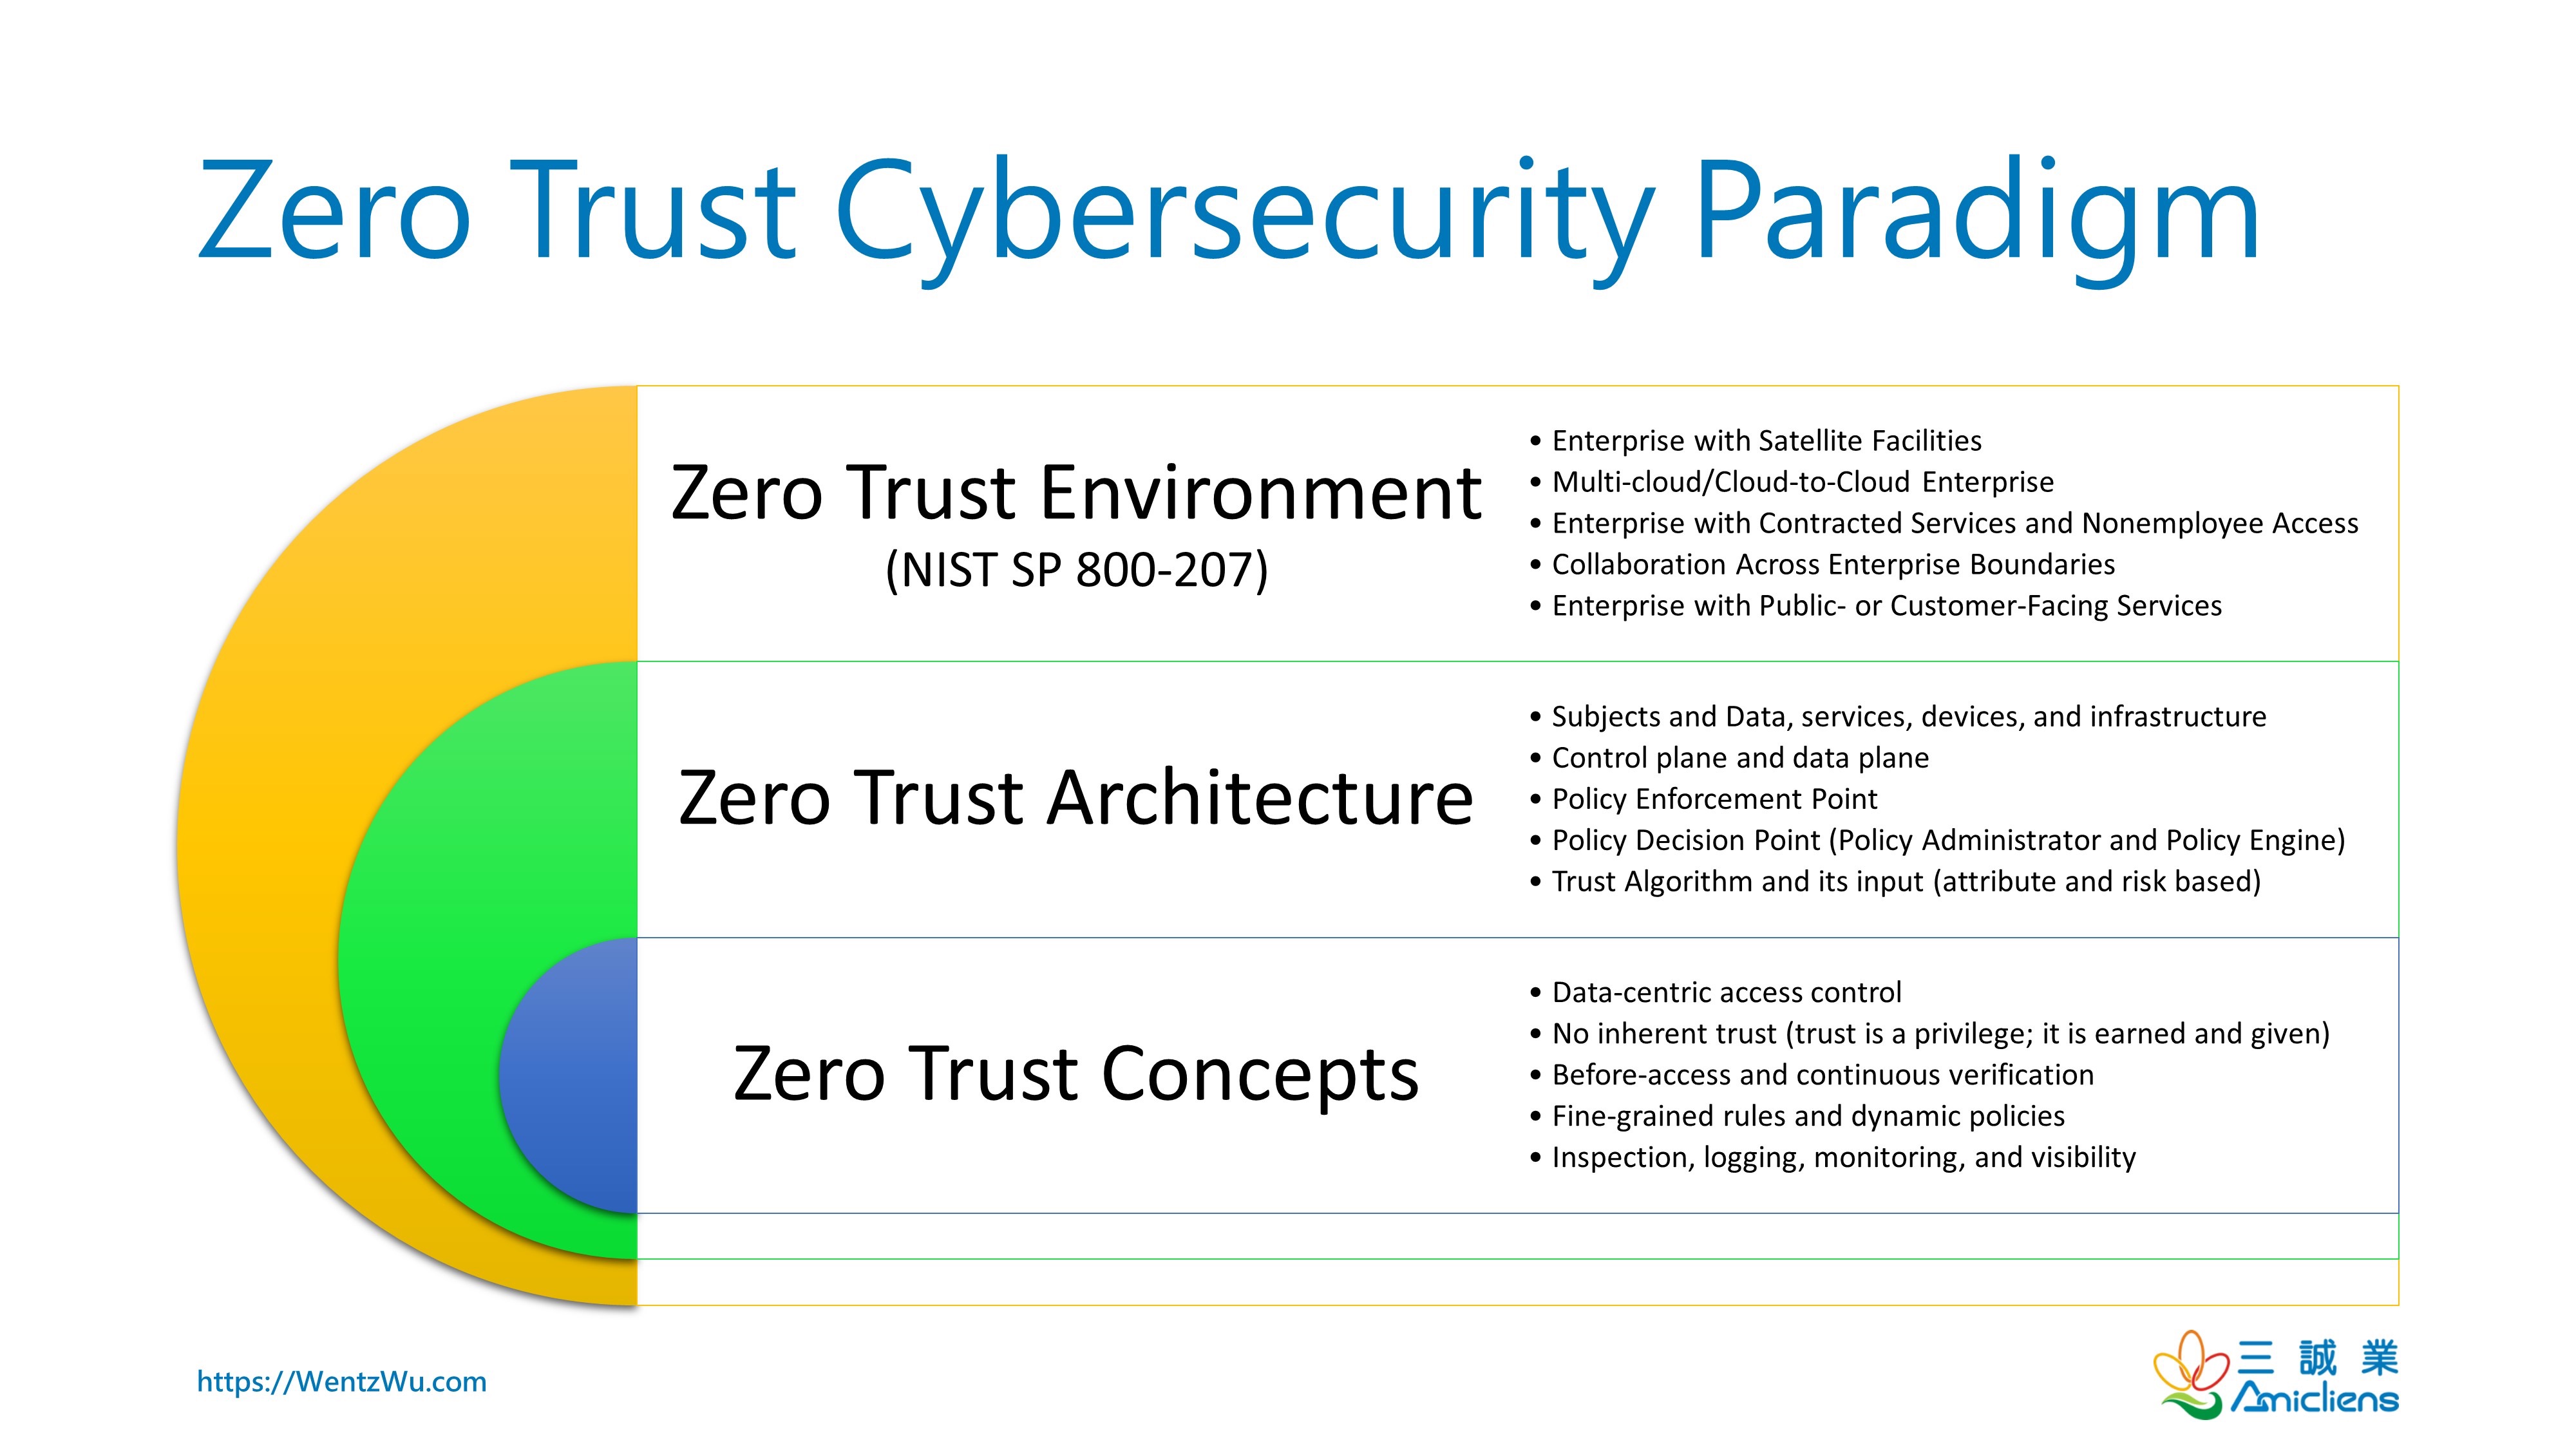 Zero Trust Cybersecurity Paradigm
Zero Trust Environment
(NIST SP 800-207)
• Enterprise with Satellite Facilities
• Multi-cloud/Cloud-to-Cloud Enterprise
• Enterprise with Contracted Services and Nonemployee Access
• Collaboration Across Enterprise Boundaries
• Enterprise with Public- or Customer-Facing Services
Zero Trust Architecture
• Subjects and Data, services, devices, and infrastructure
• Control plane and data plane
• Policy Enforcement Point
• Policy Decision Point (Policy Administrator and Policy Engine)
• Trust Algorithm and its input (attribute and risk based)
Zero Trust Concepts
• Data-centric access control
• No inherent trust (trust is a privilege; it is earned and given)
• Before-access and continuous verification
• Fine-grained rules and dynamic policies
• Inspection, logging, monitoring, and visibility
https://WentzWu.com
三誠業
Amicliens